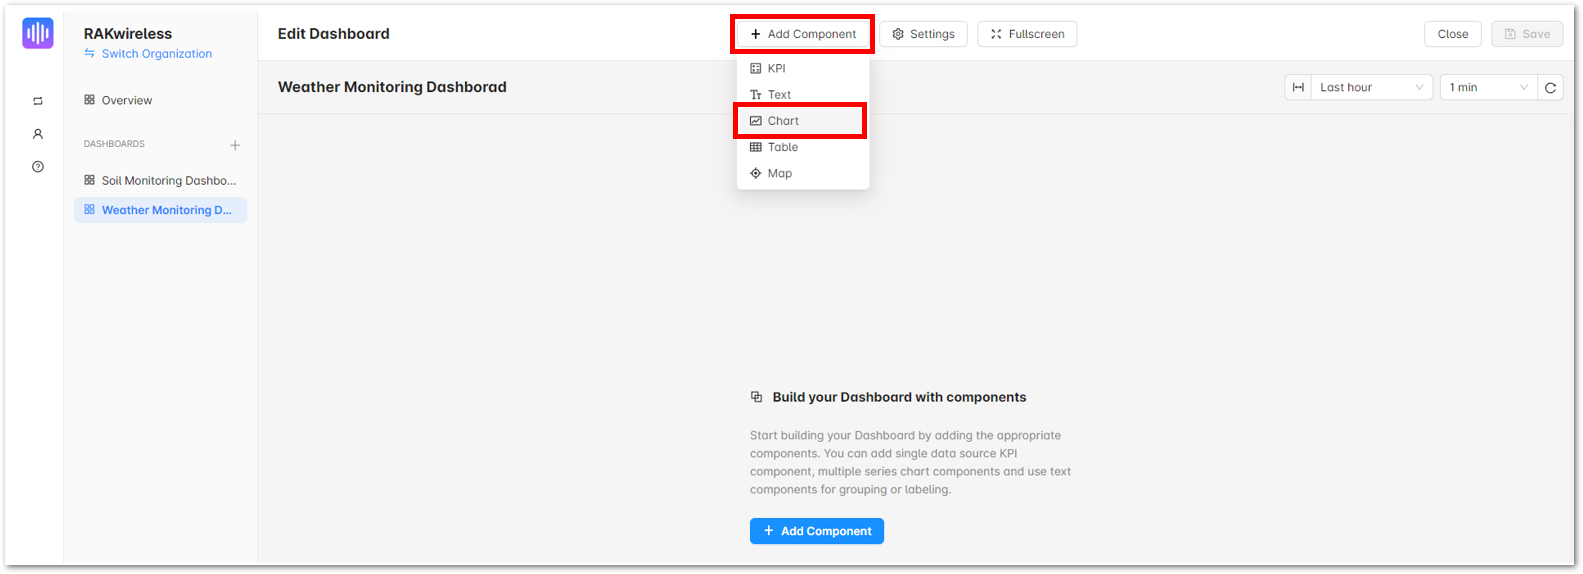 RAKwireless
Switch Organization
Overview
DASHBOARDS
Soil Monitoring Dashbo...
Weather Monitoring D...
Edit Dashboard
Add Component
Settings
Fullscreen
Close
Save
Weather Monitoring Dashborad
Last hour
1 min
KPI
Text
Chart
Table
Map
Build your Dashboard with components
Start building your Dashboard by adding the appropriate
components. You can add single data source KPI
component, multiple series chart components and use text
components for grouping or labeling.
Add Component